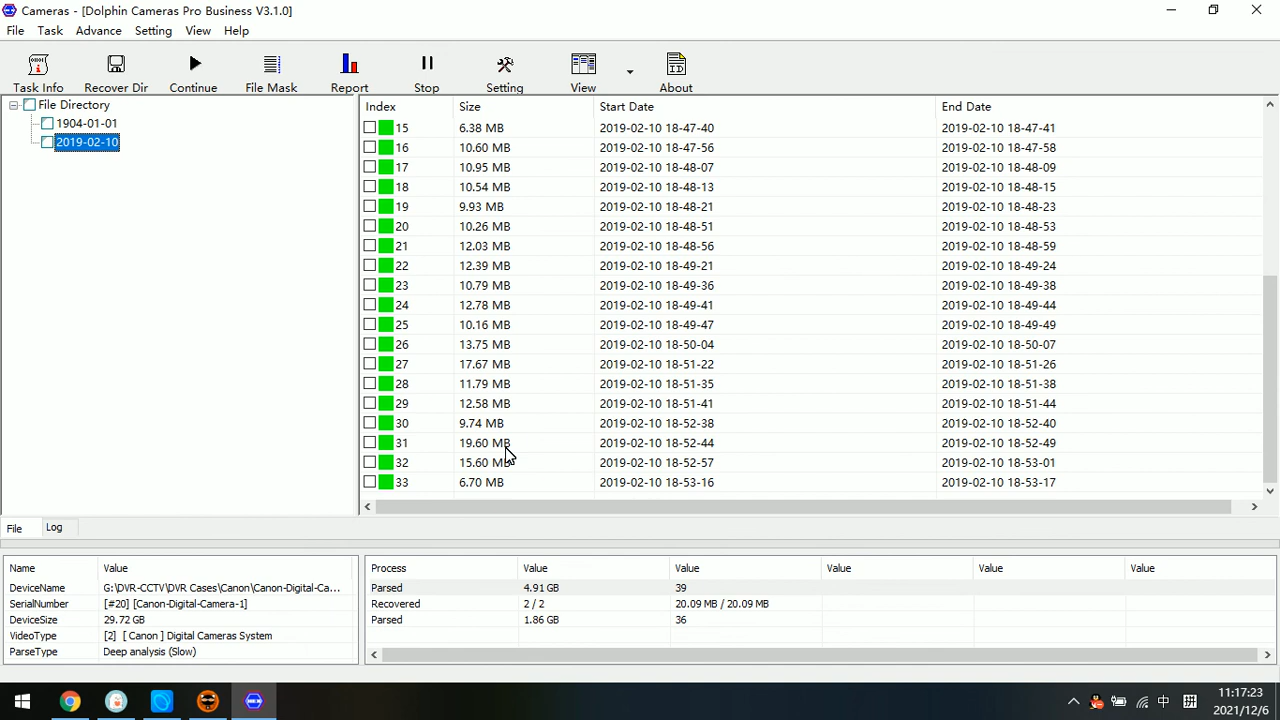 Cameras - [Dolphin Cameras Pro Business V3.1.0]
File Task Advance Setting View Help
Task Info Recover Dir Continue File Mask Report Stop Setting View About
File Directory
1904-01-01
2019-02-10
Index Size Start Date End Date
15 6.38 MB 2019-02-10 18-47-40 2019-02-10 18-47-41
16 10.60 MB 2019-02-10 18-47-56 2019-02-10 18-47-58
17 10.95 MB 2019-02-10 18-48-07 2019-02-10 18-48-09
18 10.54 MB 2019-02-10 18-48-13 2019-02-10 18-48-15
19 9.93 MB 2019-02-10 18-48-21 2019-02-10 18-48-23
20 10.26 MB 2019-02-10 18-48-51 2019-02-10 18-48-53
21 12.03 MB 2019-02-10 18-48-56 2019-02-10 18-48-59
22 12.39 MB 2019-02-10 18-49-21 2019-02-10 18-49-24
23 10.79 MB 2019-02-10 18-49-36 2019-02-10 18-49-38
24 12.78 MB 2019-02-10 18-49-41 2019-02-10 18-49-44
25 10.16 MB 2019-02-10 18-49-47 2019-02-10 18-49-49
26 13.75 MB 2019-02-10 18-50-04 2019-02-10 18-50-07
27 17.67 MB 2019-02-10 18-51-22 2019-02-10 18-51-26
28 11.79 MB 2019-02-10 18-51-35 2019-02-10 18-51-38
29 12.58 MB 2019-02-10 18-51-41 2019-02-10 18-51-44
30 9.74 MB 2019-02-10 18-52-38 2019-02-10 18-52-40
31 19.60 MB 2019-02-10 18-52-44 2019-02-10 18-52-49
32 15.60 MB 2019-02-10 18-52-57 2019-02-10 18-53-01
33 6.70 MB 2019-02-10 18-53-16 2019-02-10 18-53-17
File Log
Name Value
DeviceName G:\DVR-CCTV\DVR Cases\Canon\Canon-Digital-Ca...
SerialNumber [#20] [Canon-Digital-Camera-1]
DeviceSize 29.72 GB
VideoType [2] [ Canon ] Digital Cameras System
ParseType Deep analysis (Slow)
Process Value Value Value Value Value
Parsed 4.91 GB 39
Recovered 2 / 2 20.09 MB / 20.09 MB
Parsed 1.86 GB 36
中 拼 11:17:23
2021/12/6